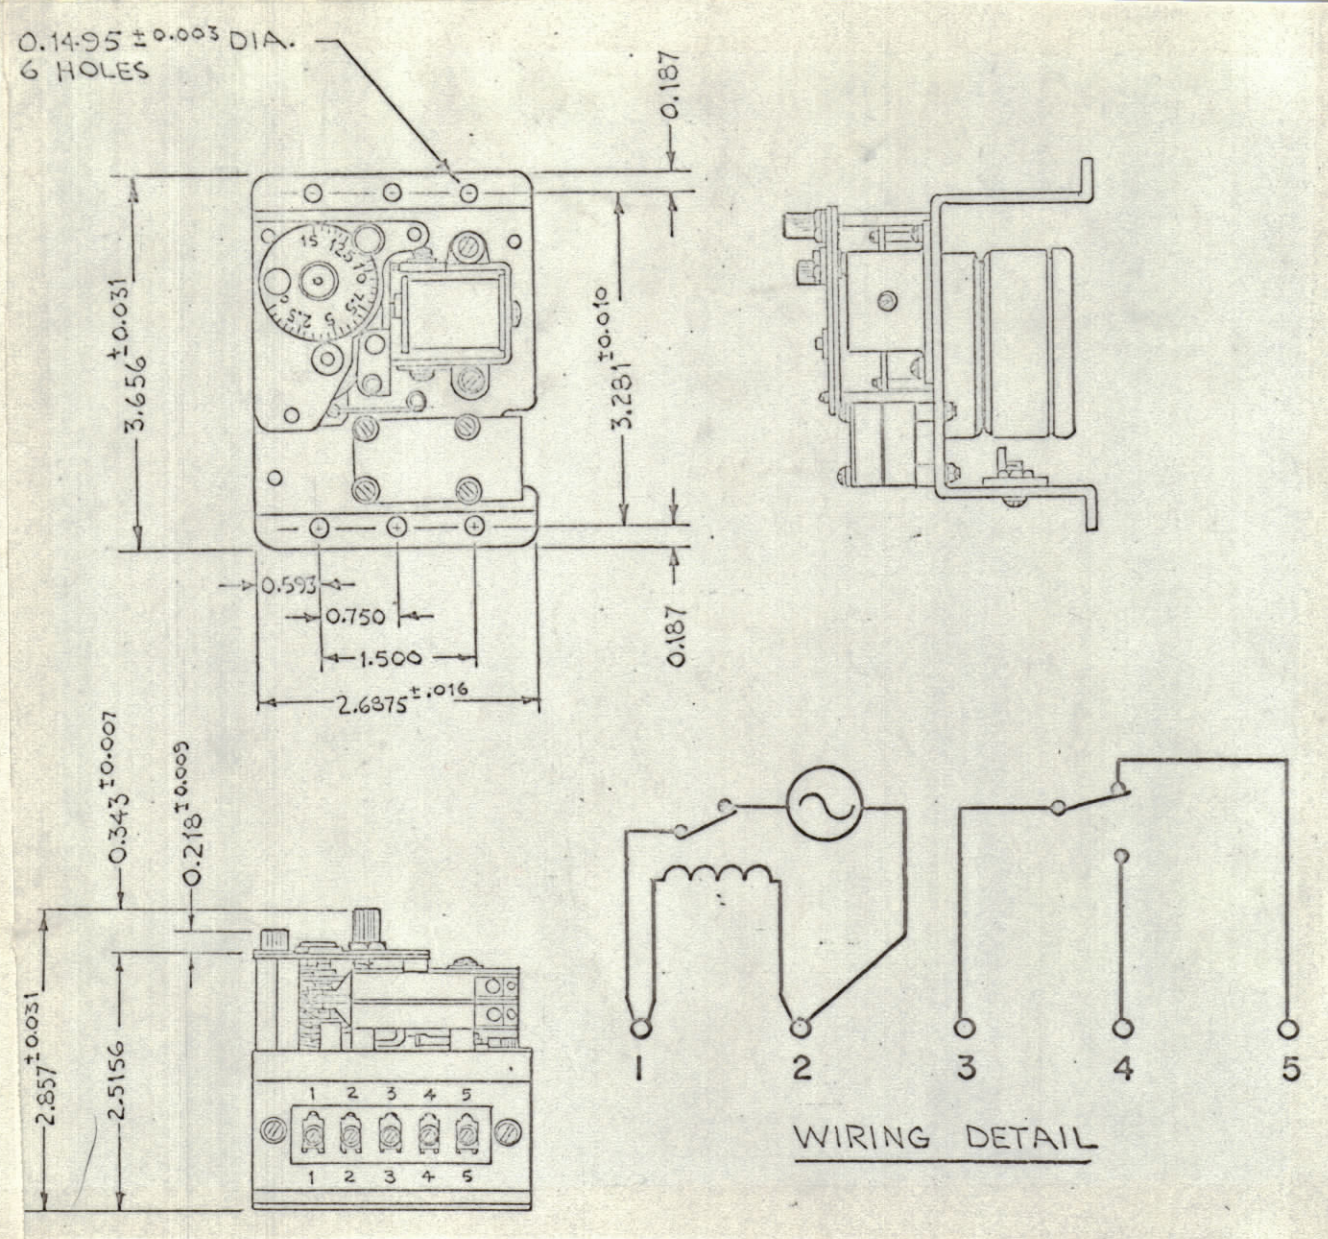 0.1495 ±0.003 DIA.
6 HOLES
0.187
15 12.5 10 7.5 5 2.5 0
3.656 ±0.031
3.281 ±0.010
0.593
0.750
1.500
2.6875 ±.016
0.187
0.343 ±0.007
0.218 ±0.009
2.857 ±0.031
2.5156
1 2 3 4 5
1 2 3 4 5
1 2 3 4 5
WIRING DETAIL